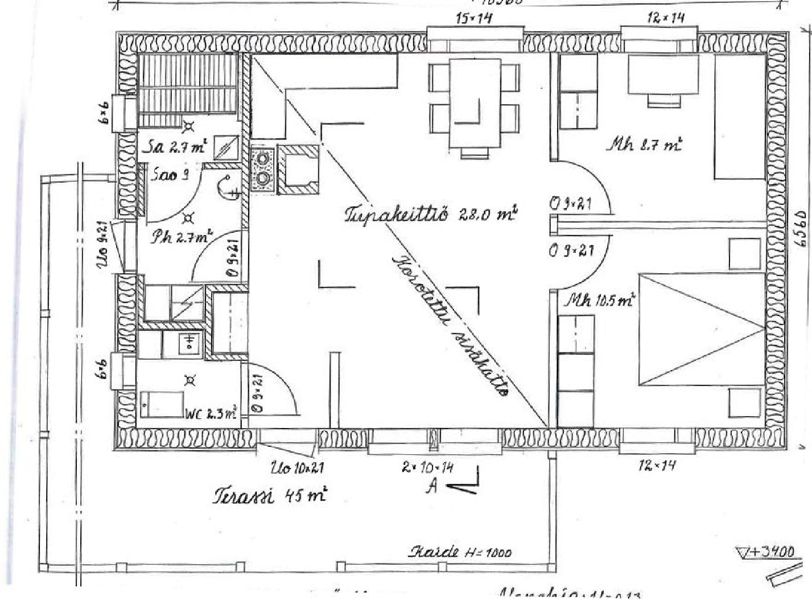 15×14
12×14
6×6
Sa 2.7 m²
Sao 9
Mh 8.7 m²
O 9×21
Tupakeittiö 28.0 m²
Ph 2.7 m²
Uo 9×21
O 9×21
O 9×21
6560
Korotettu sisäkatto
Mh 10.5 m²
6×6
O 9×21
WC 2.3 m²
Uo 10×21
2×10×14
12×14
A
Terassi 45 m²
Kaide H=1000
+3400